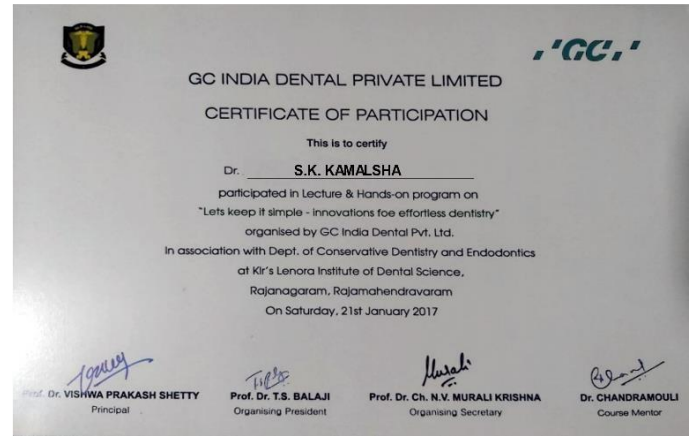 'GC'
GC INDIA DENTAL PRIVATE LIMITED
CERTIFICATE OF PARTICIPATION
This is to certify
Dr. S.K. KAMALSHA
participated in Lecture & Hands-on program on
"Lets keep it simple - innovations foe effortless dentistry"
organised by GC India Dental Pvt. Ltd.
In association with Dept. of Conservative Dentistry and Endodontics
at Kir's Lenora Institute of Dental Science,
Rajanagaram, Rajamahendravaram
On Saturday, 21st January 2017
Prof. Dr. VISHWA PRAKASH SHETTY
Principal
Prof. Dr. T.S. BALAJI
Organising President
Prof. Dr. Ch. N.V. MURALI KRISHNA
Organising Secretary
Dr. CHANDRAMOULI
Course Mentor